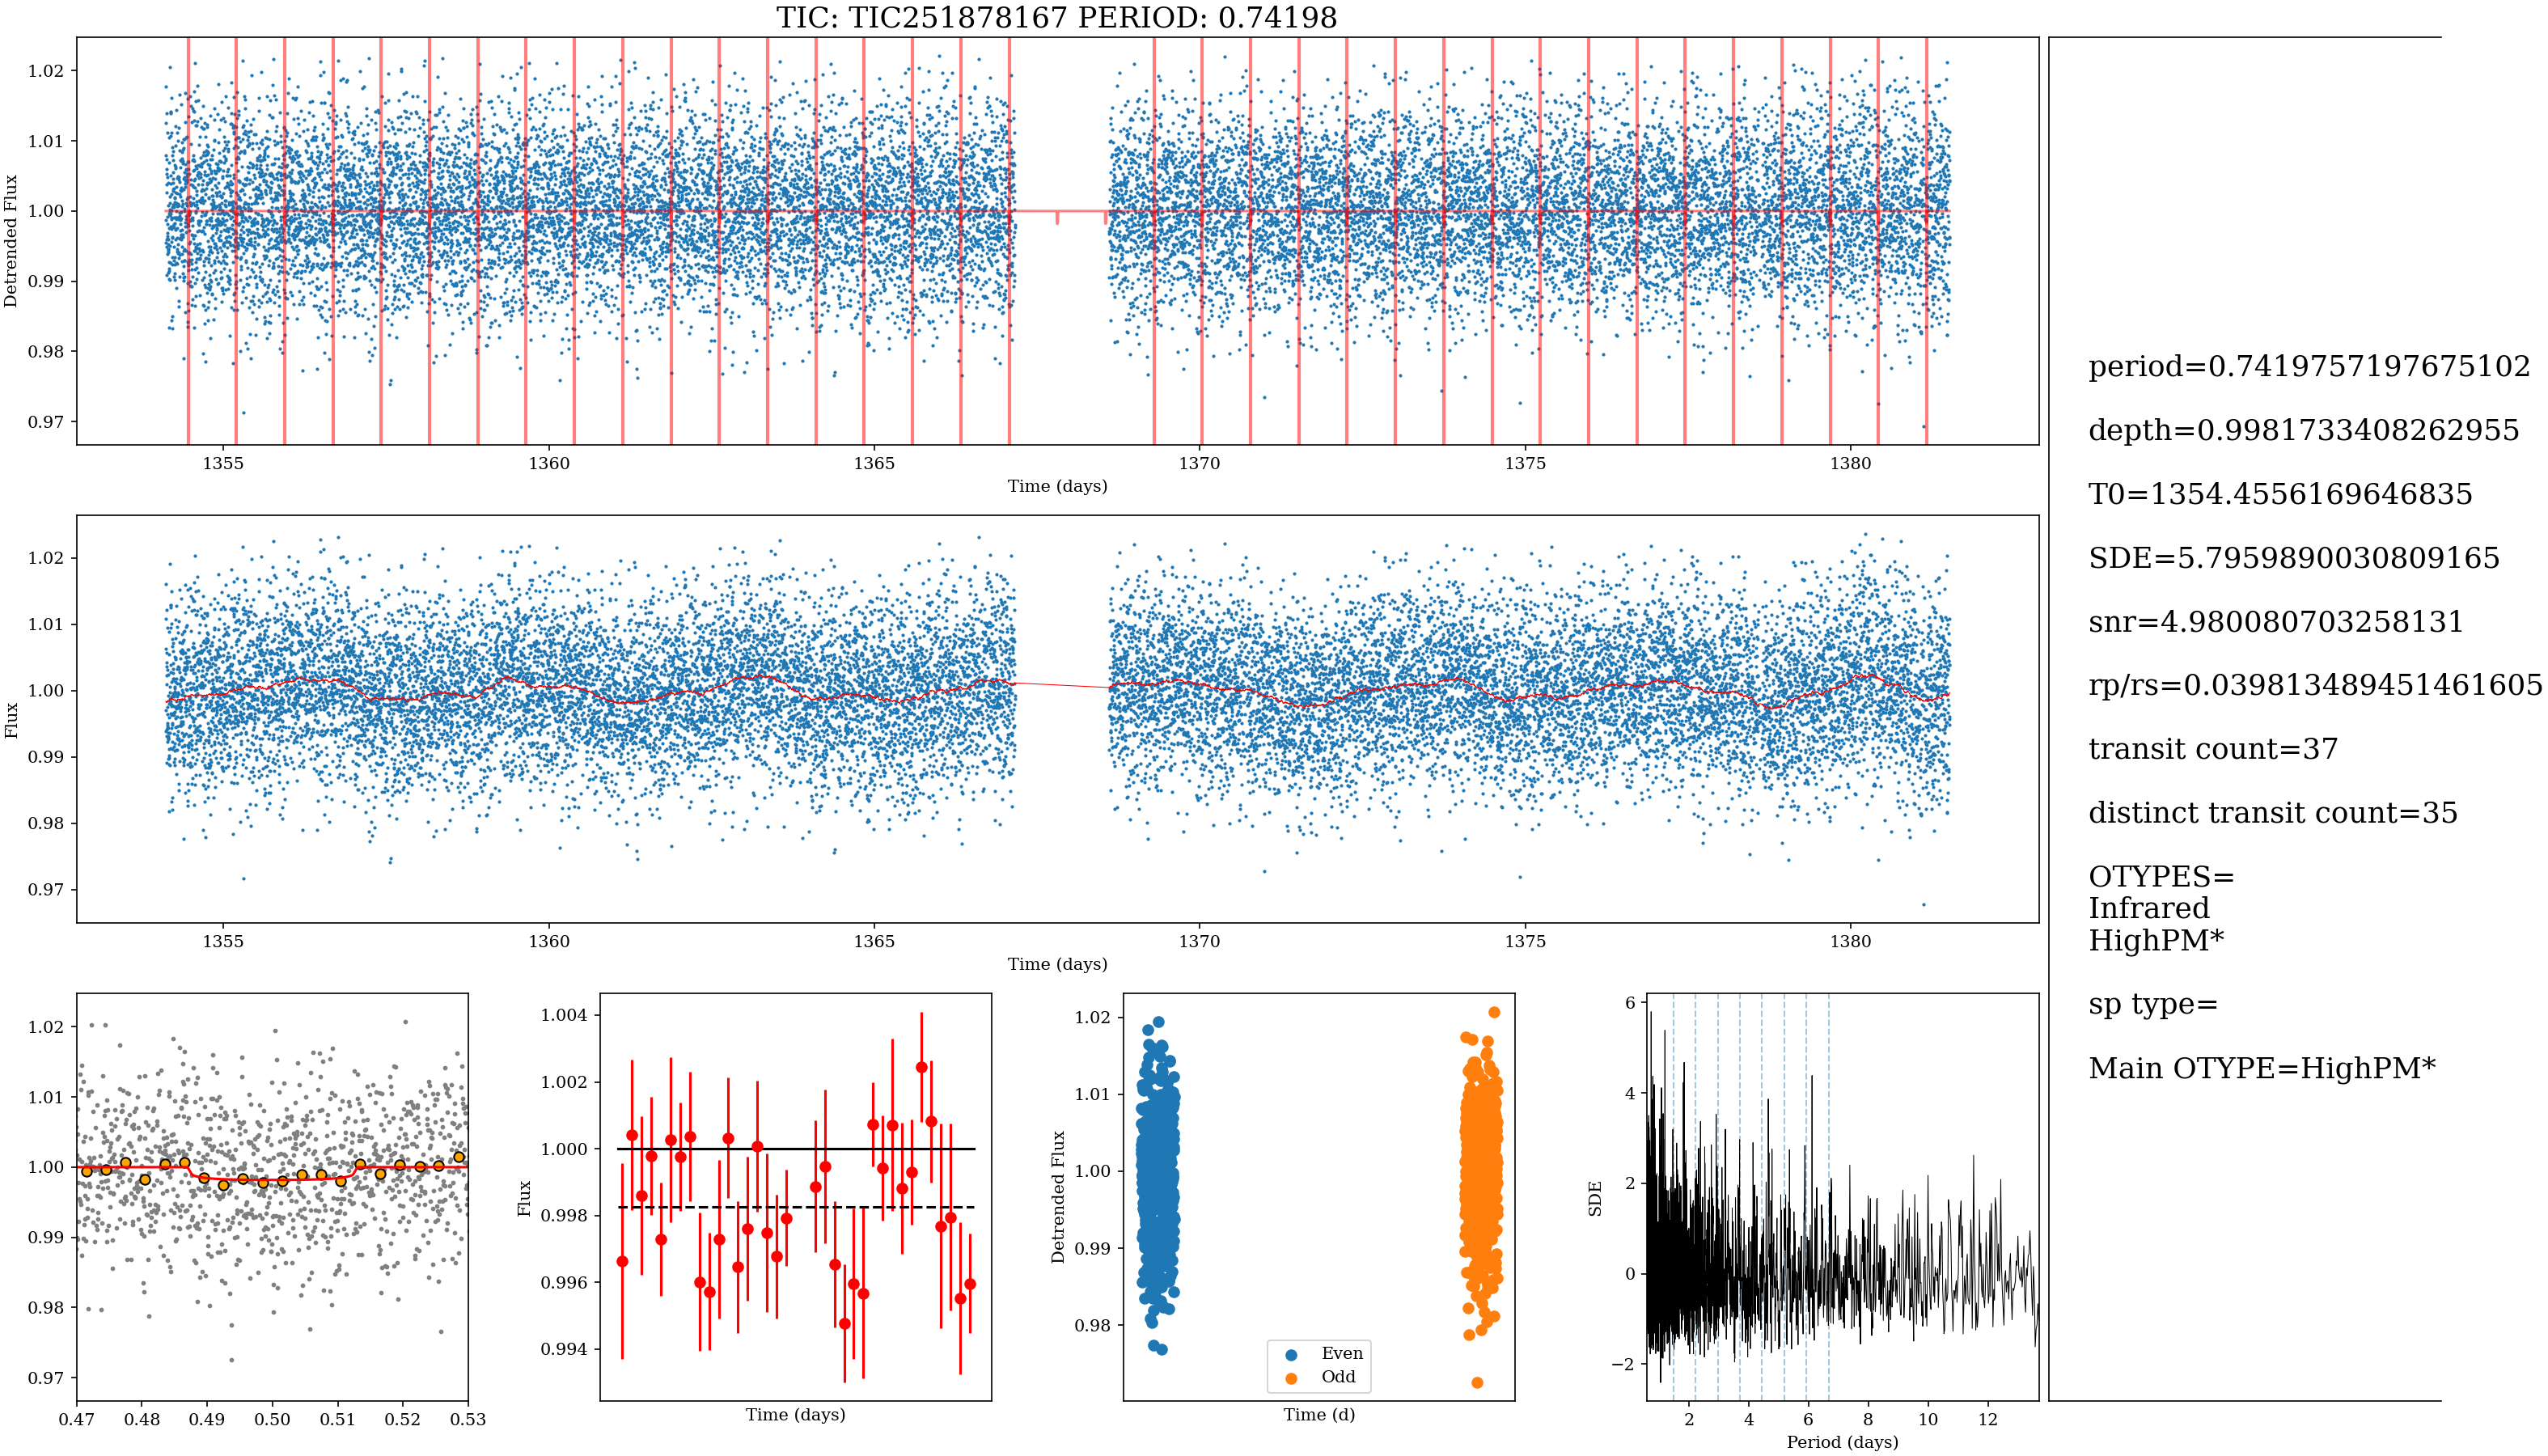 TIC: TIC251878167 PERIOD: 0.74198
Detrended Flux
1.02
1.01
1.00
0.99
0.98
0.97
1355
1360
1365
1370
1375
1380
Time (days)
Flux
1.02
1.01
1.00
0.99
0.98
0.97
1355
1360
1365
1370
1375
1380
Time (days)
1.02
1.01
1.00
0.99
0.98
0.97
0.47
0.48
0.49
0.50
0.51
0.52
0.53
Flux
1.004
1.002
1.000
0.998
0.996
0.994
Time (days)
Detrended Flux
1.02
1.01
1.00
0.99
0.98
Even
Odd
Time (d)
SDE
6
4
2
0
−2
2
4
6
8
10
12
Period (days)
period=0.7419757197675102
depth=0.9981733408262955
T0=1354.4556169646835
SDE=5.7959890030809165
snr=4.980080703258131
rp/rs=0.039813489451461605
transit count=37
distinct transit count=35
OTYPES=
Infrared
HighPM*
sp type=
Main OTYPE=HighPM*